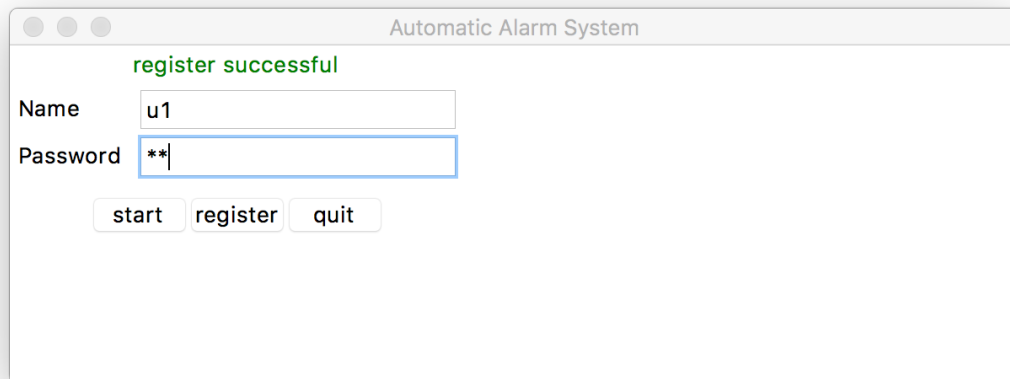 Automatic Alarm System
register successful
Name u1
Password **
start register quit